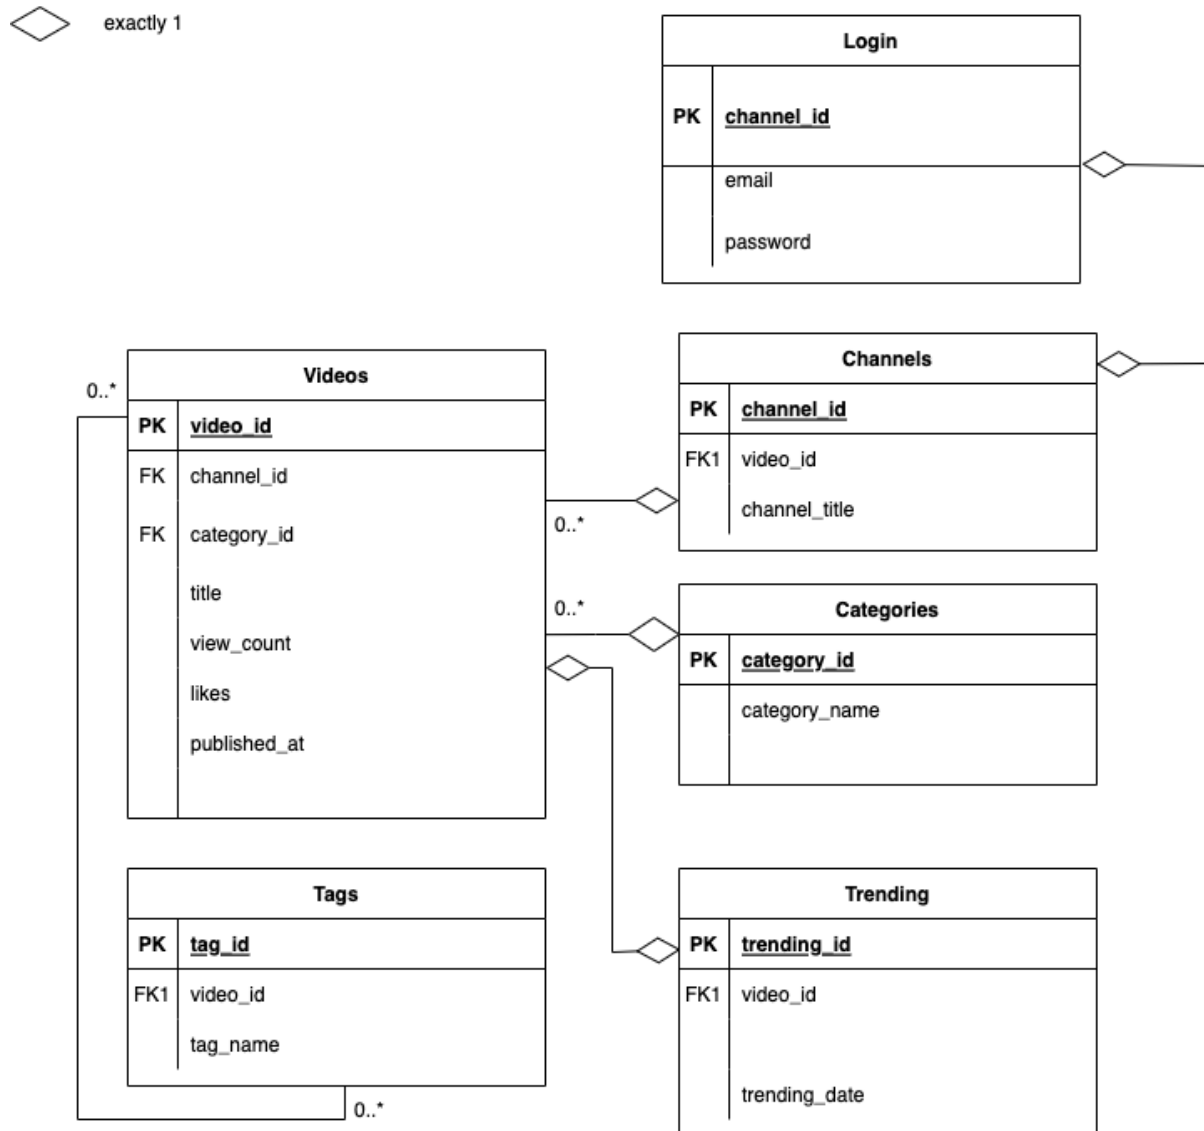 exactly 1
Login
PK channel_id
email
password
Videos
0..*
PK video_id
FK channel_id
FK category_id
title
view_count
likes
published_at
Channels
PK channel_id
FK1 video_id
channel_title
0..*
0..*
Categories
PK category_id
category_name
Tags
PK tag_id
FK1 video_id
tag_name
0..*
Trending
PK trending_id
FK1 video_id
trending_date